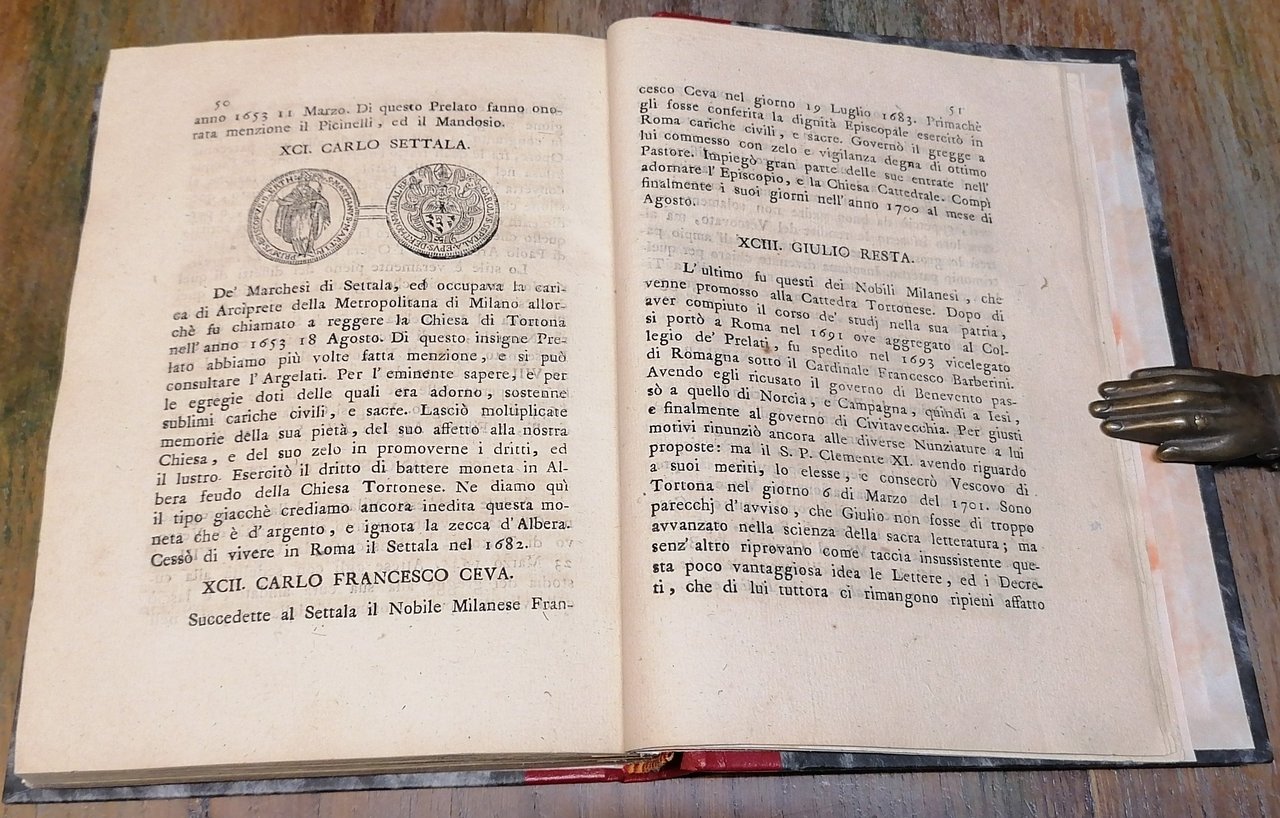 50
anno 1653 11 Marzo. Di questo Prelato fanno ono-
rata menzione il Picinelli, ed il Mandosio.
XCI. CARLO SETTALA.
De' Marchesi di Settala, ed occupava la cari-
ca di Arciprete della Metropolitana di Milano allor-
chè fu chiamato a reggere la Chiesa di Tortona
nell'anno 1653 18 Agosto. Di questo insigne Pre-
lato abbiamo più volte fatta menzione, e si può
consultare l'Argelati. Per l'eminente sapere, e per
le egregie doti delle quali era adorno, sostenne
sublimi cariche civili, e sacre. Lasciò moltiplicate
memorie della sua pietà, del suo affetto alla nostra
Chiesa, e del suo zelo in promoverne i dritti, ed
il lustro. Esercitò il dritto di battere moneta in Al-
bera feudo della Chiesa Tortonese. Ne diamo quì
il tipo giacchè crediamo ancora inedita questa mo-
neta che è d'argento, e ignota la zecca d'Albera.
Cessò di vivere in Roma il Settala nel 1682.
XCII. CARLO FRANCESCO CEVA.
Succedette al Settala il Nobile Milanese Fran-
51
cesco Ceva nel giorno 19 Luglio 1683. Primachè
gli fosse conferita la dignità Episcopale esercitò in
Roma cariche civili, e sacre. Governò il gregge a
lui commesso con zelo e vigilanza degna di ottimo
Pastore. Impiegò gran parte delle sue entrate nell'
adornare l'Episcopio, e la Chiesa Cattedrale. Compì
finalmente i suoi giorni nell'anno 1700 al mese di
Agosto.
XCIII. GIULIO RESTA.
L'ultimo fu questi dei Nobili Milanesi, che
venne promosso alla Cattedra Tortonese. Dopo di
aver compiuto il corso de' studj nella sua patria,
si portò a Roma nel 1691 ove aggregato al Col-
legio de' Prelati, fu spedito nel 1693 vicelegato
di Romagna sotto il Cardinale Francesco Barberini.
Avendo egli ricusato il governo di Benevento pas-
sò a quello di Norcia, e Campagna, quindi a Iesi,
e finalmente al governo di Civitavecchia. Per giusti
motivi rinunziò ancora alle diverse Nunziature a lui
proposte: ma il S. P. Clemente XI. avendo riguardo
a suoi meriti, lo elesse, e consecrò Vescovo di
Tortona nel giorno 6 di Marzo del 1701. Sono
parecchj d'avviso, che Giulio non fosse di troppo
avvanzato nella scienza della sacra letteratura; ma
senz'altro riprovano come taccia insussistente que-
sta poco vantaggiosa idea le Lettere, ed i Decre-
ti, che di lui tuttora ci rimangono ripieni affatto